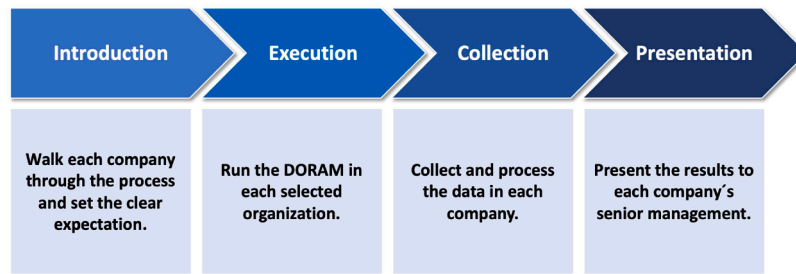 Introduction
Execution
Collection
Presentation
Walk each company
through the process
and set the clear
expectation.
Run the DORAM in
each selected
organization.
Collect and process
the data in each
company.
Present the results to
each company´s
senior management.